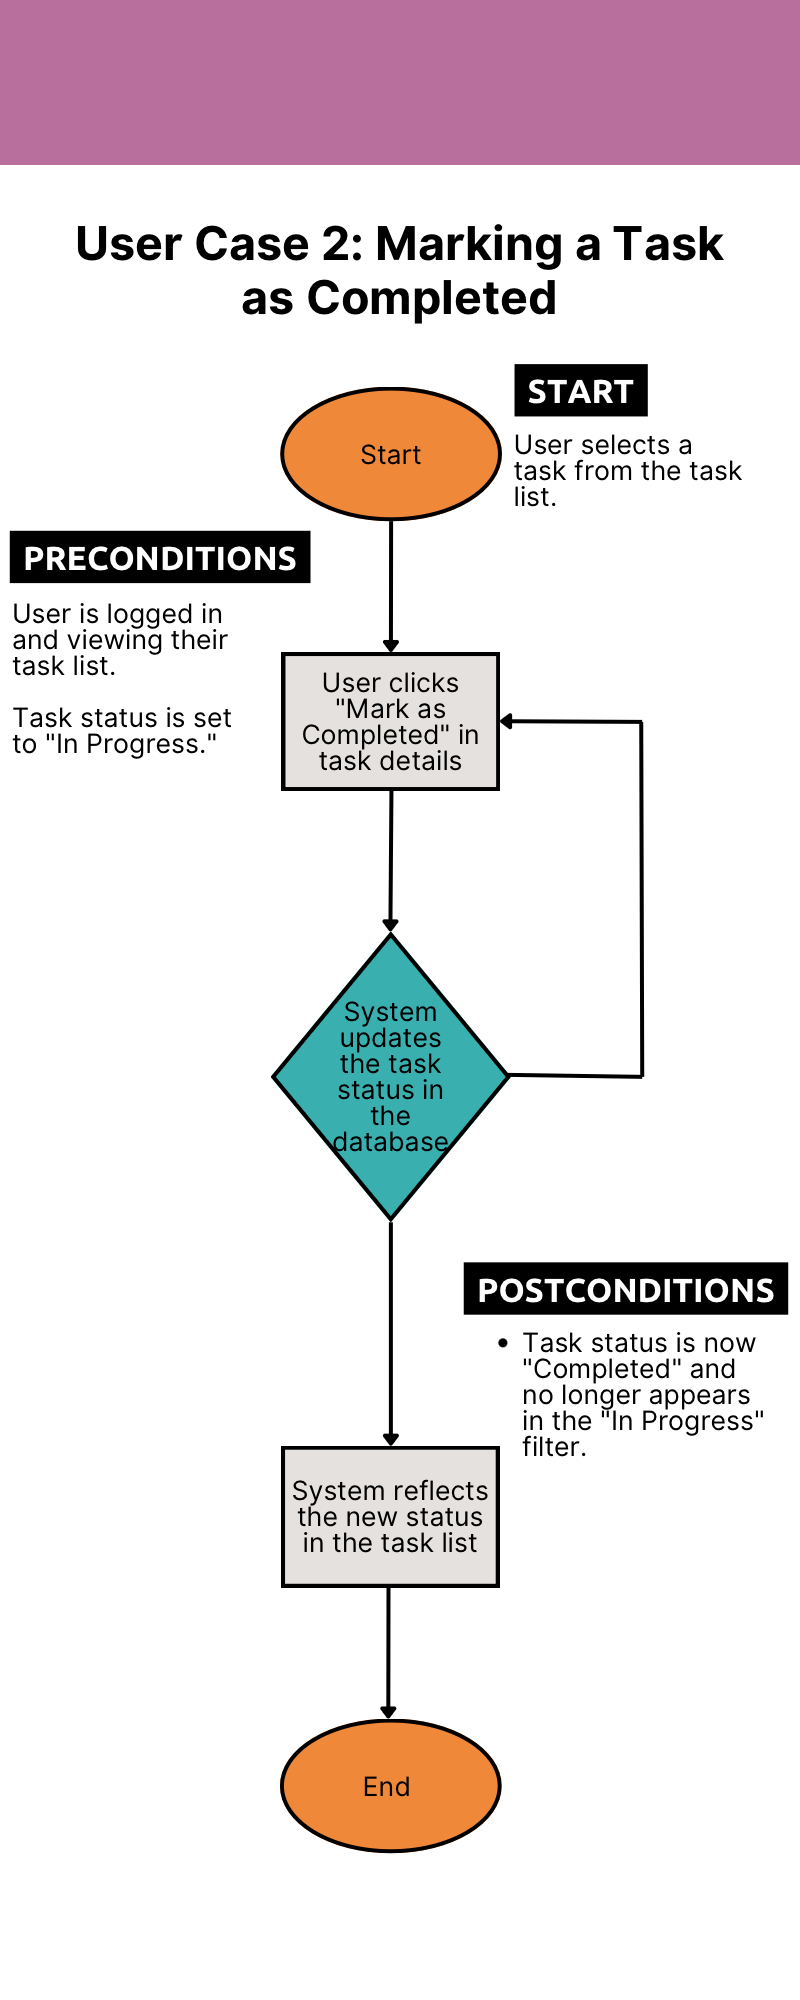 User Case 2: Marking a Task
as Completed
START
Start
User selects a
task from the task
list.
PRECONDITIONS
User is logged in
and viewing their
task list.
Task status is set
to "In Progress."
User clicks
"Mark as
Completed" in
task details
System
updates
the task
status in
the
database
POSTCONDITIONS
• Task status is now
"Completed" and
no longer appears
in the "In Progress"
filter.
System reflects
the new status
in the task list
End